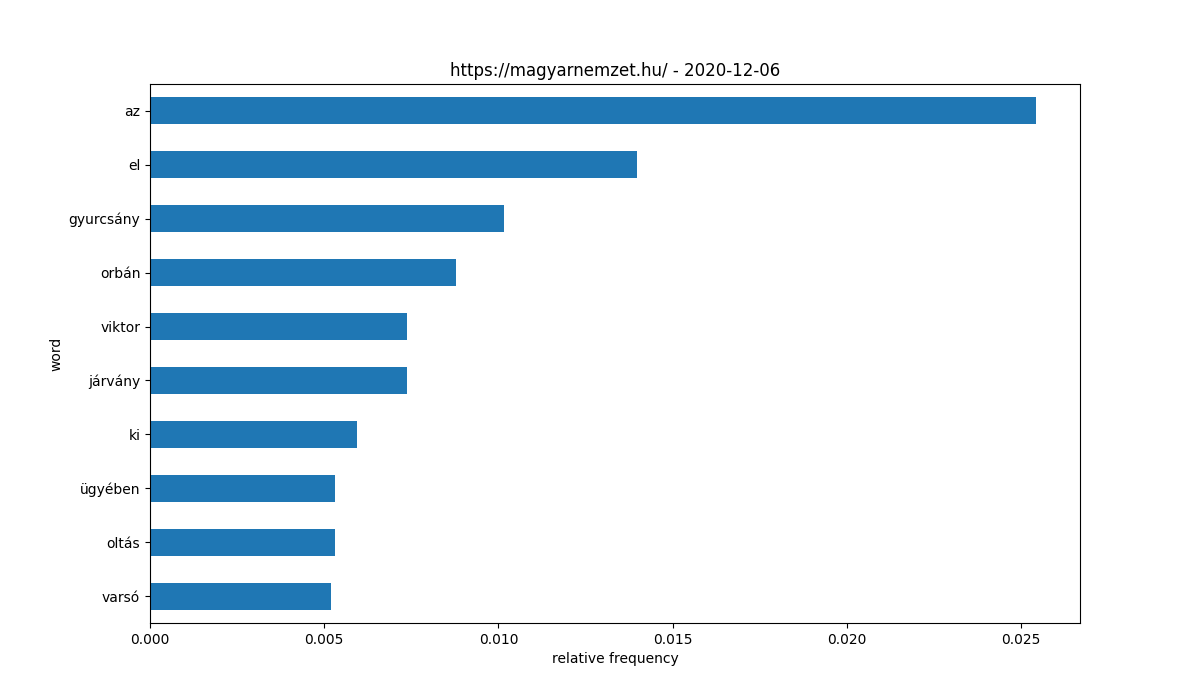 https://magyarnemzet.hu/ - 2020-12-06
az
el
gyurcsány
orbán
viktor
járvány
ki
ügyében
oltás
varsó
word
0.000 0.005 0.010 0.015 0.020 0.025
relative frequency